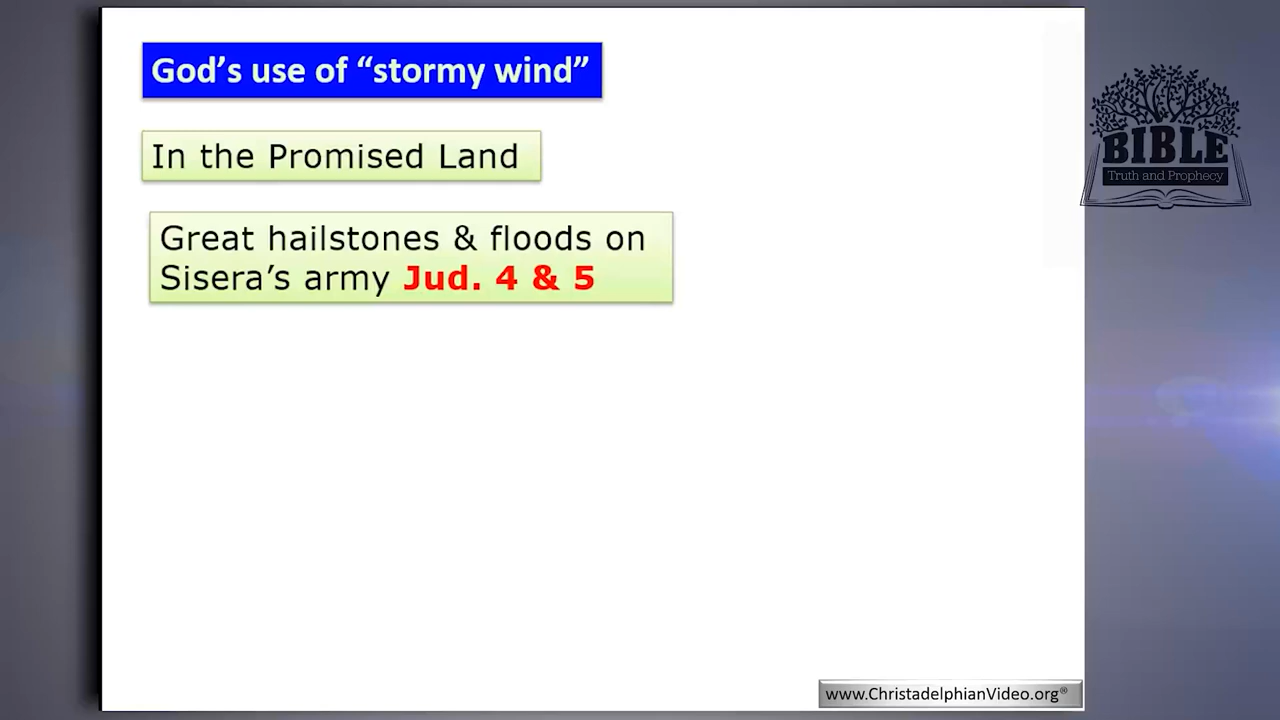 God’s use of “stormy wind”
In the Promised Land
Great hailstones & floods on
Sisera’s army Jud. 4 & 5
BIBLE
Truth and Prophecy
www.ChristadelphianVideo.org®